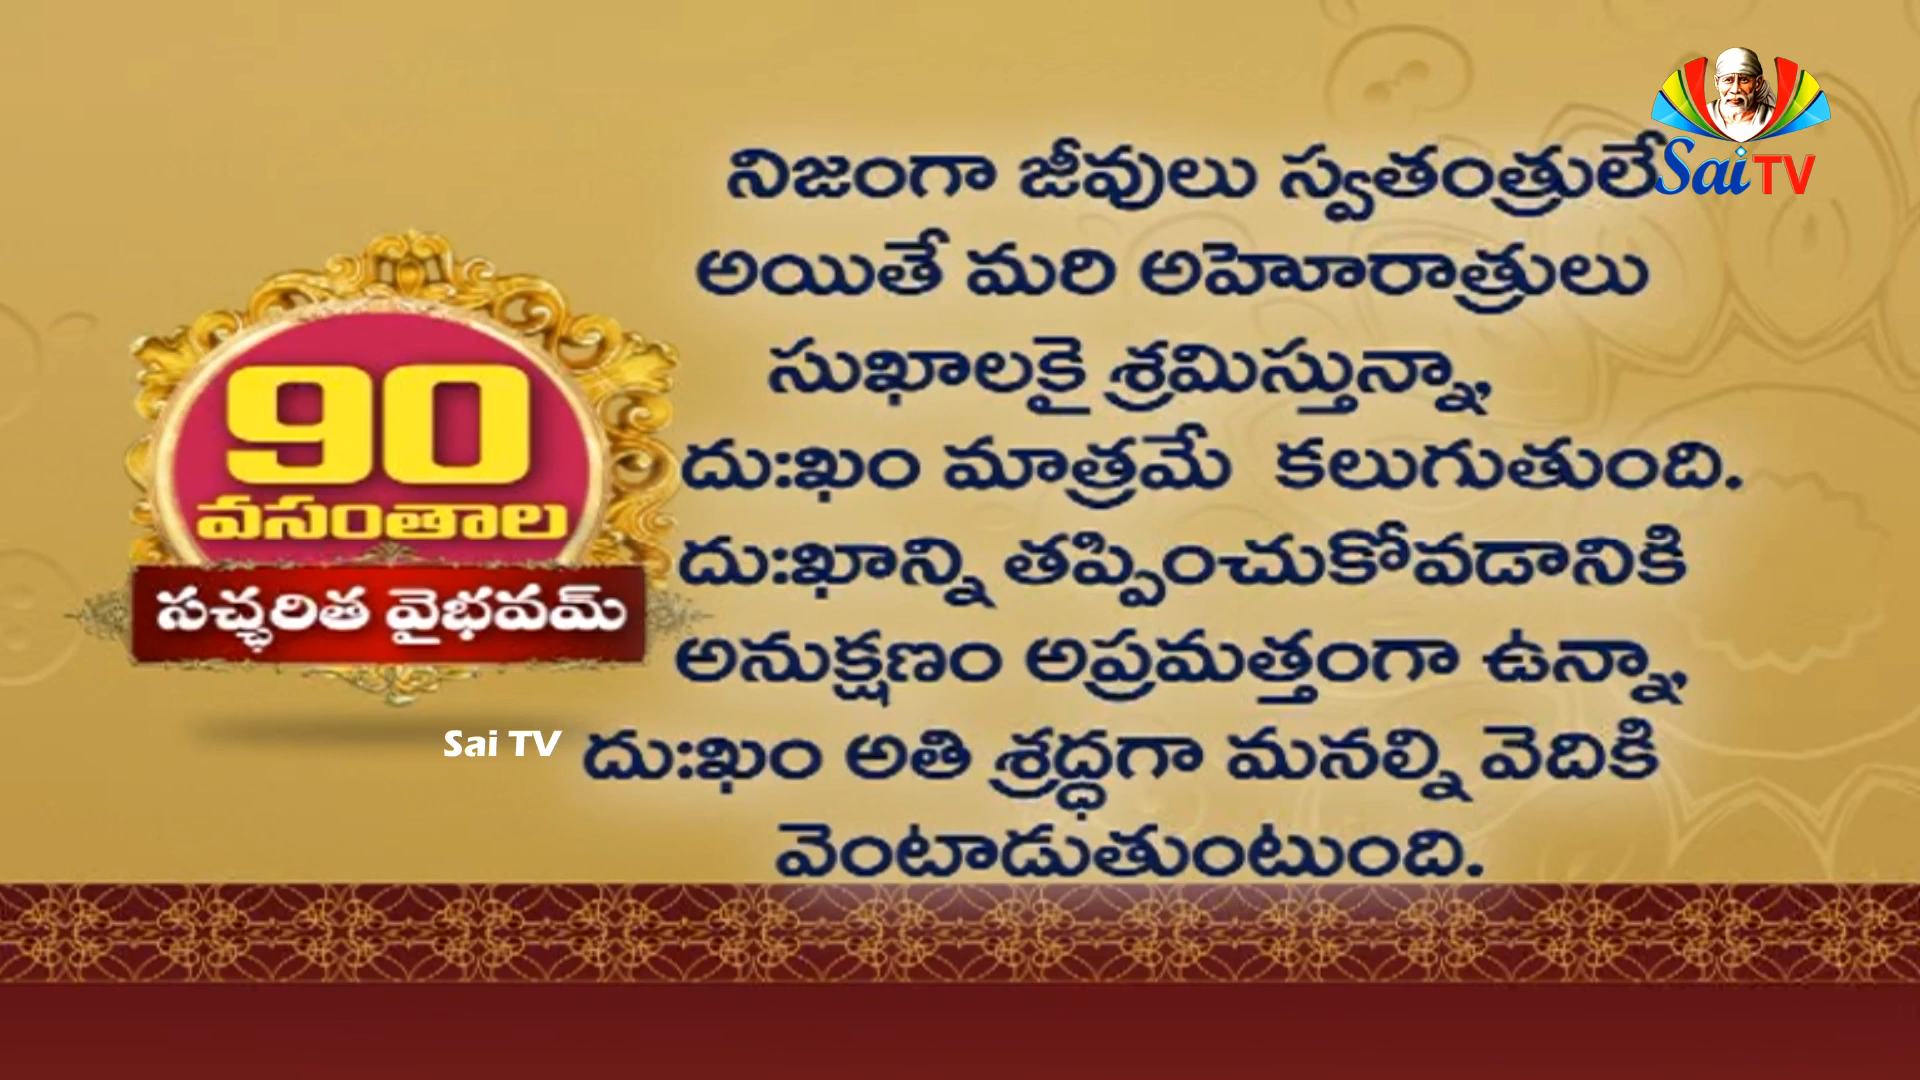 Sai TV
నిజంగా జీవులు స్వతంత్రులే
అయితే మరి అహెూరాత్రులు
సుఖాలకై శ్రమిస్తున్నా,
దు:ఖం మాత్రమే కలుగుతుంది.
దు:ఖాన్ని తప్పించుకోవడానికి
అనుక్షణం అప్రమత్తంగా ఉన్నా,
దు:ఖం అతి శ్రద్ధగా మనల్ని వెదికి
వెంటాడుతుంటుంది.
90
వసంతాల
సచ్చరిత వైభవమ్
Sai TV